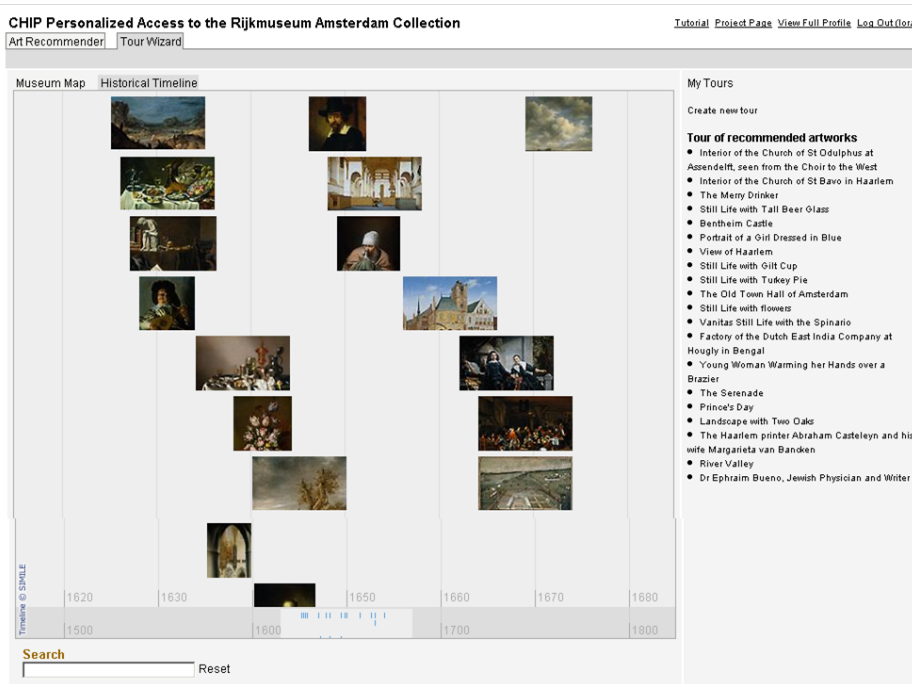 CHIP Personalized Access to the Rijkmuseum Amsterdam Collection
Tutorial Project Page View Full Profile Log Out
Art Recommender Tour Wizard
Museum Map Historical Timeline
My Tours
Create new tour
Tour of recommended artworks
Interior of the Church of St Odulphus at
Assendelft, seen from the Choir to the West
Interior of the Church of St Bavo in Haarlem
The Merry Drinker
Still Life with Tall Beer Glass
Bentheim Castle
Portrait of a Girl Dressed in Blue
View of Haarlem
Still Life with Gilt Cup
Still Life with Turkey Pie
The Old Town Hall of Amsterdam
Still Life with flowers
Vanitas Still Life with the Spinario
Factory of the Dutch East India Company at
Hougly in Bengal
Young Woman Warming her Hands over a
Brazier
The Serenade
Prince's Day
Landscape with Two Oaks
The Haarlem printer Abraham Casteleyn and his
wife Margarieta van Bancken
River Valley
Dr Ephraim Bueno, Jewish Physician and Writer
Timeline © SIMILE
1620 1630 1650 1660 1670 1680
1500 1600 1700 1800
Search
Reset